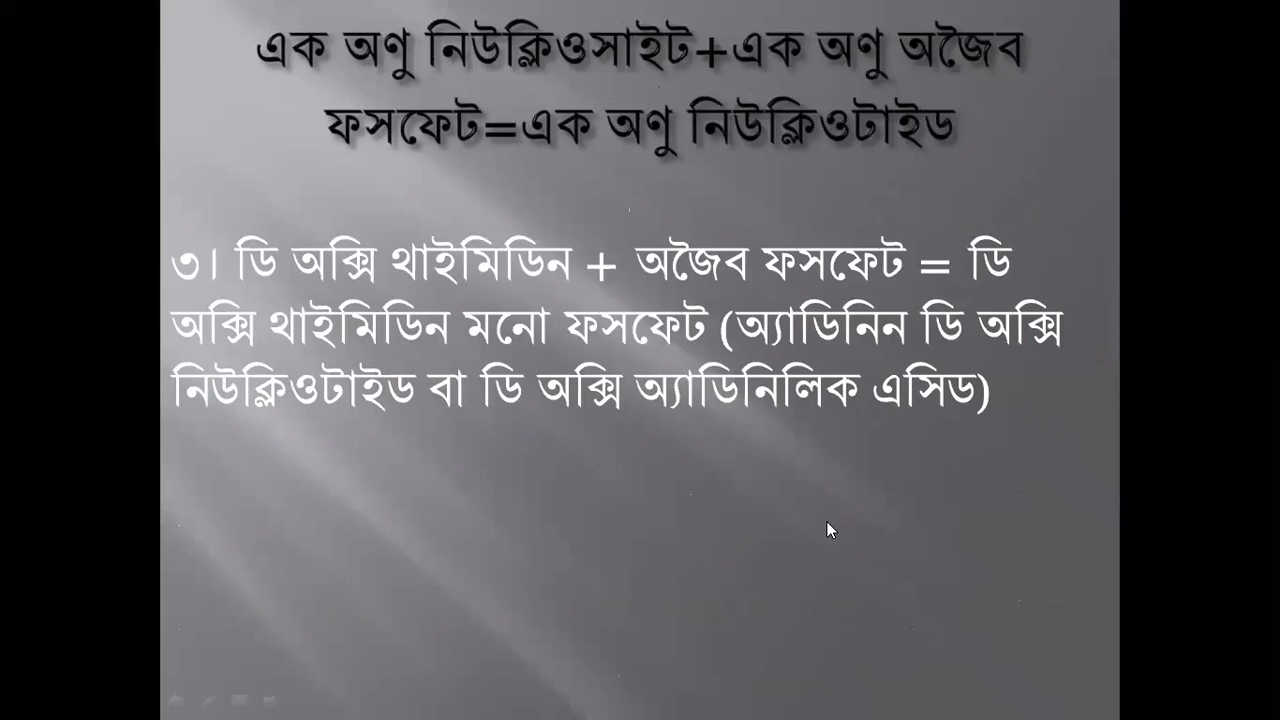 এক অণু নিউক্লিওসাইট+এক অণু অজৈব
ফসফেট=এক অণু নিউক্লিওটাইড
৩। ডি অক্সি থাইমিডিন + অজৈব ফসফেট = ডি
অক্সি থাইমিডিন মনো ফসফেট (অ্যাডিনিন ডি অক্সি
নিউক্লিওটাইড বা ডি অক্সি অ্যাডিনিলিক এসিড)